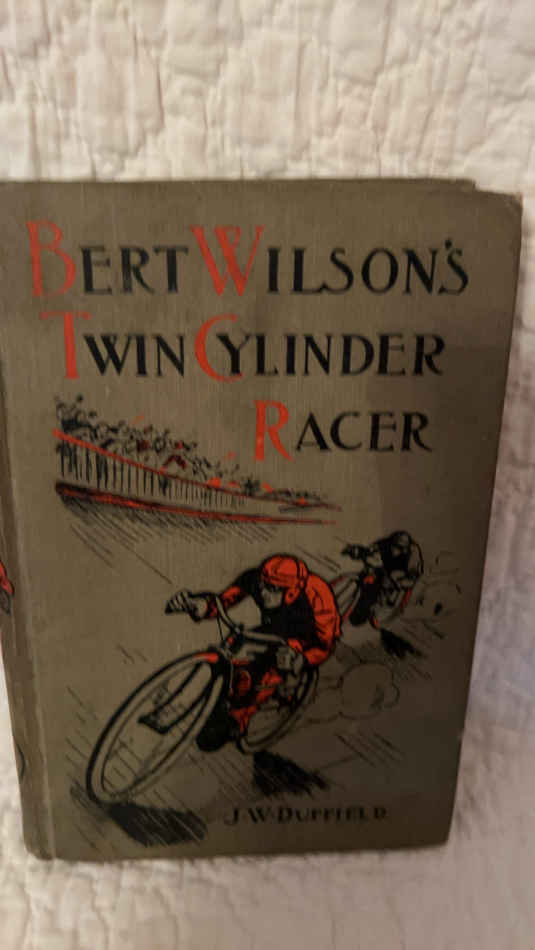 BERT WILSON'S
TWIN CYLINDER
RACER
J.W. DUFFIELD